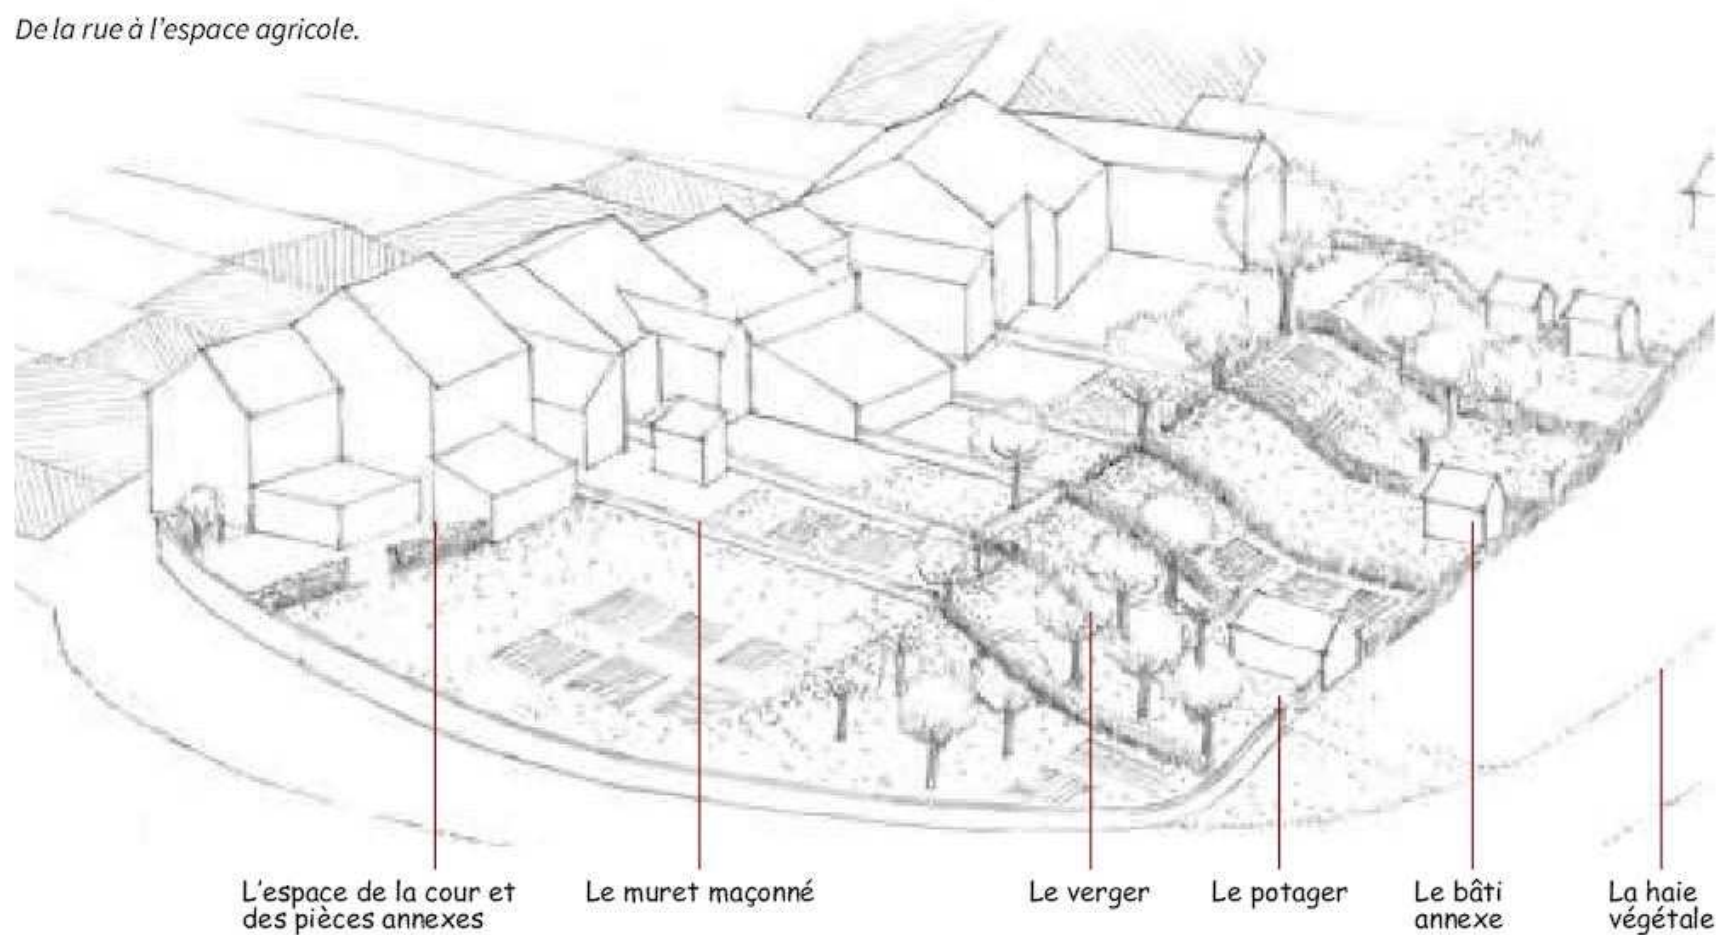 De la rue à l'espace agricole.
L'espace de la cour et
des pièces annexes
Le muret maçonné
Le verger
Le potager
Le bâti
annexe
La haie
végétale